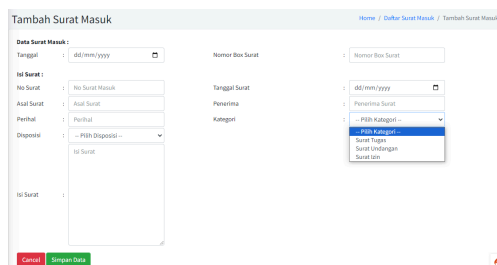 Tambah Surat Masuk
Home / Daftar Surat Masuk / Tambah Surat Masuk
Data Surat Masuk :
Tanggal : dd/mm/yyyy Nomor Box Surat : Nomor Box Surat
Isi Surat :
No Surat : No Surat Masuk Tanggal Surat : dd/mm/yyyy
Asal Surat : Asal Surat Penerima : Penerima Surat
Perihal : Perihal Kategori : -- Pilih Kategori --
-- Pilih Kategori --
Surat Tugas
Surat Undangan
Surat Izin
Disposisi : -- Pilih Disposisi --
Isi Surat : Isi Surat
Cancel Simpan Data